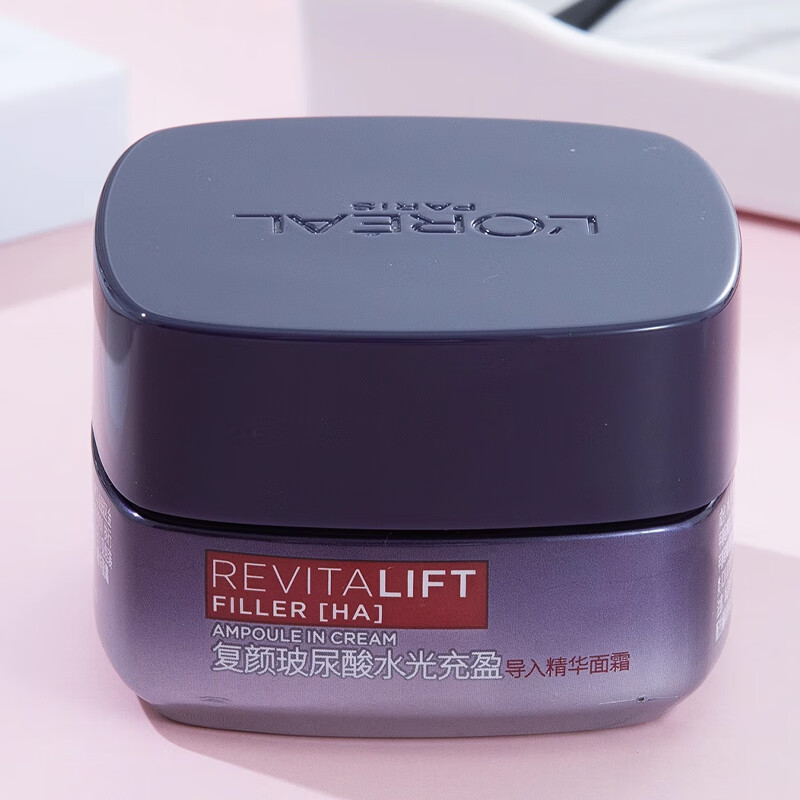 L'ORÉAL
PARIS
REVITALIFT
FILLER [HA]
AMPOULE IN CREAM
复颜玻尿酸水光充盈导入精华面霜